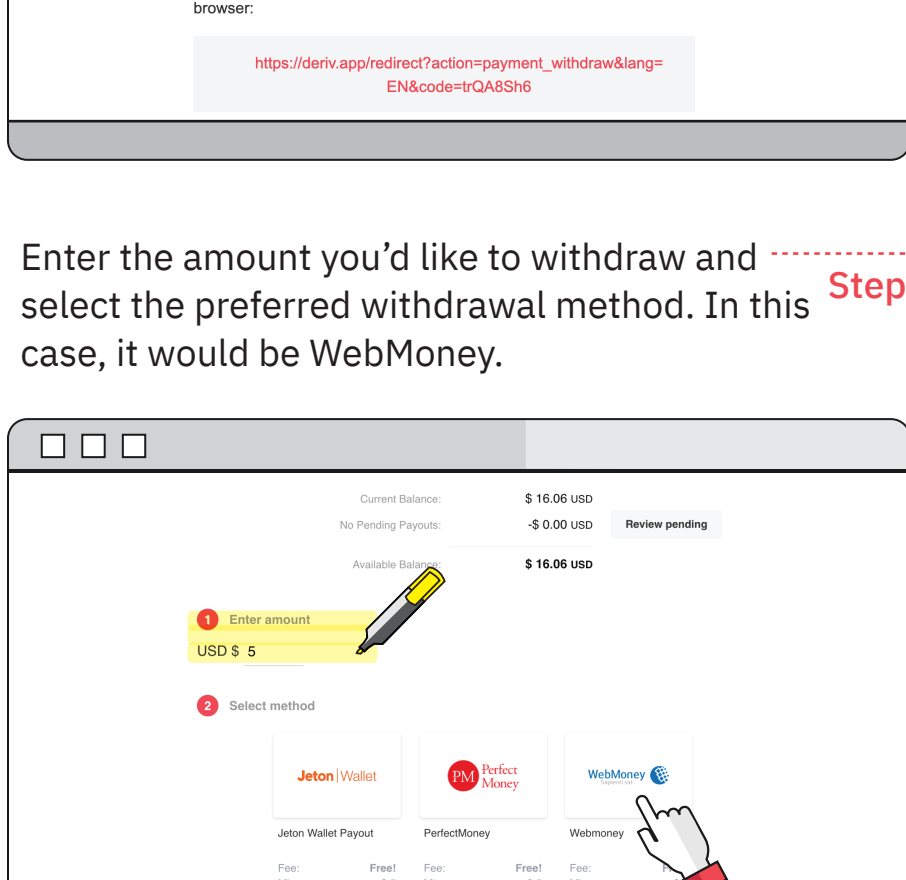 browser:
https://deriv.app/redirect?action=payment_withdraw&lang=
EN&code=trQA8Sh6
Enter the amount you'd like to withdraw and
Step
select the preferred withdrawal method. In this
case, it would be WebMoney.
Current Balance: $ 16.06 USD
No Pending Payouts: -$ 0.00 USD Review pending
Available Balance: $ 16.06 USD
1 Enter amount
USD $ 5
2 Select method
Jeton Wallet PM Perfect Money WebMoney
Jeton Wallet Payout PerfectMoney Webmoney
Fee: Free! Fee: Free! Fee: